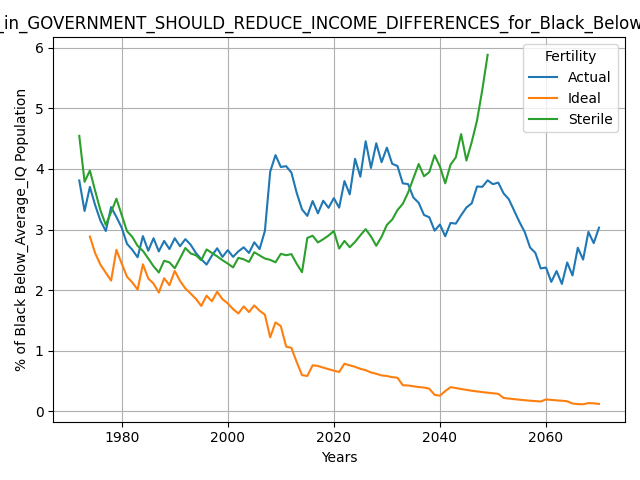 _in_GOVERNMENT_SHOULD_REDUCE_INCOME_DIFFERENCES_for_Black_Below
Fertility
Actual
Ideal
Sterile
% of Black Below_Average_IQ Population
6
5
4
3
2
1
0
1980 2000 2020 2040 2060
Years